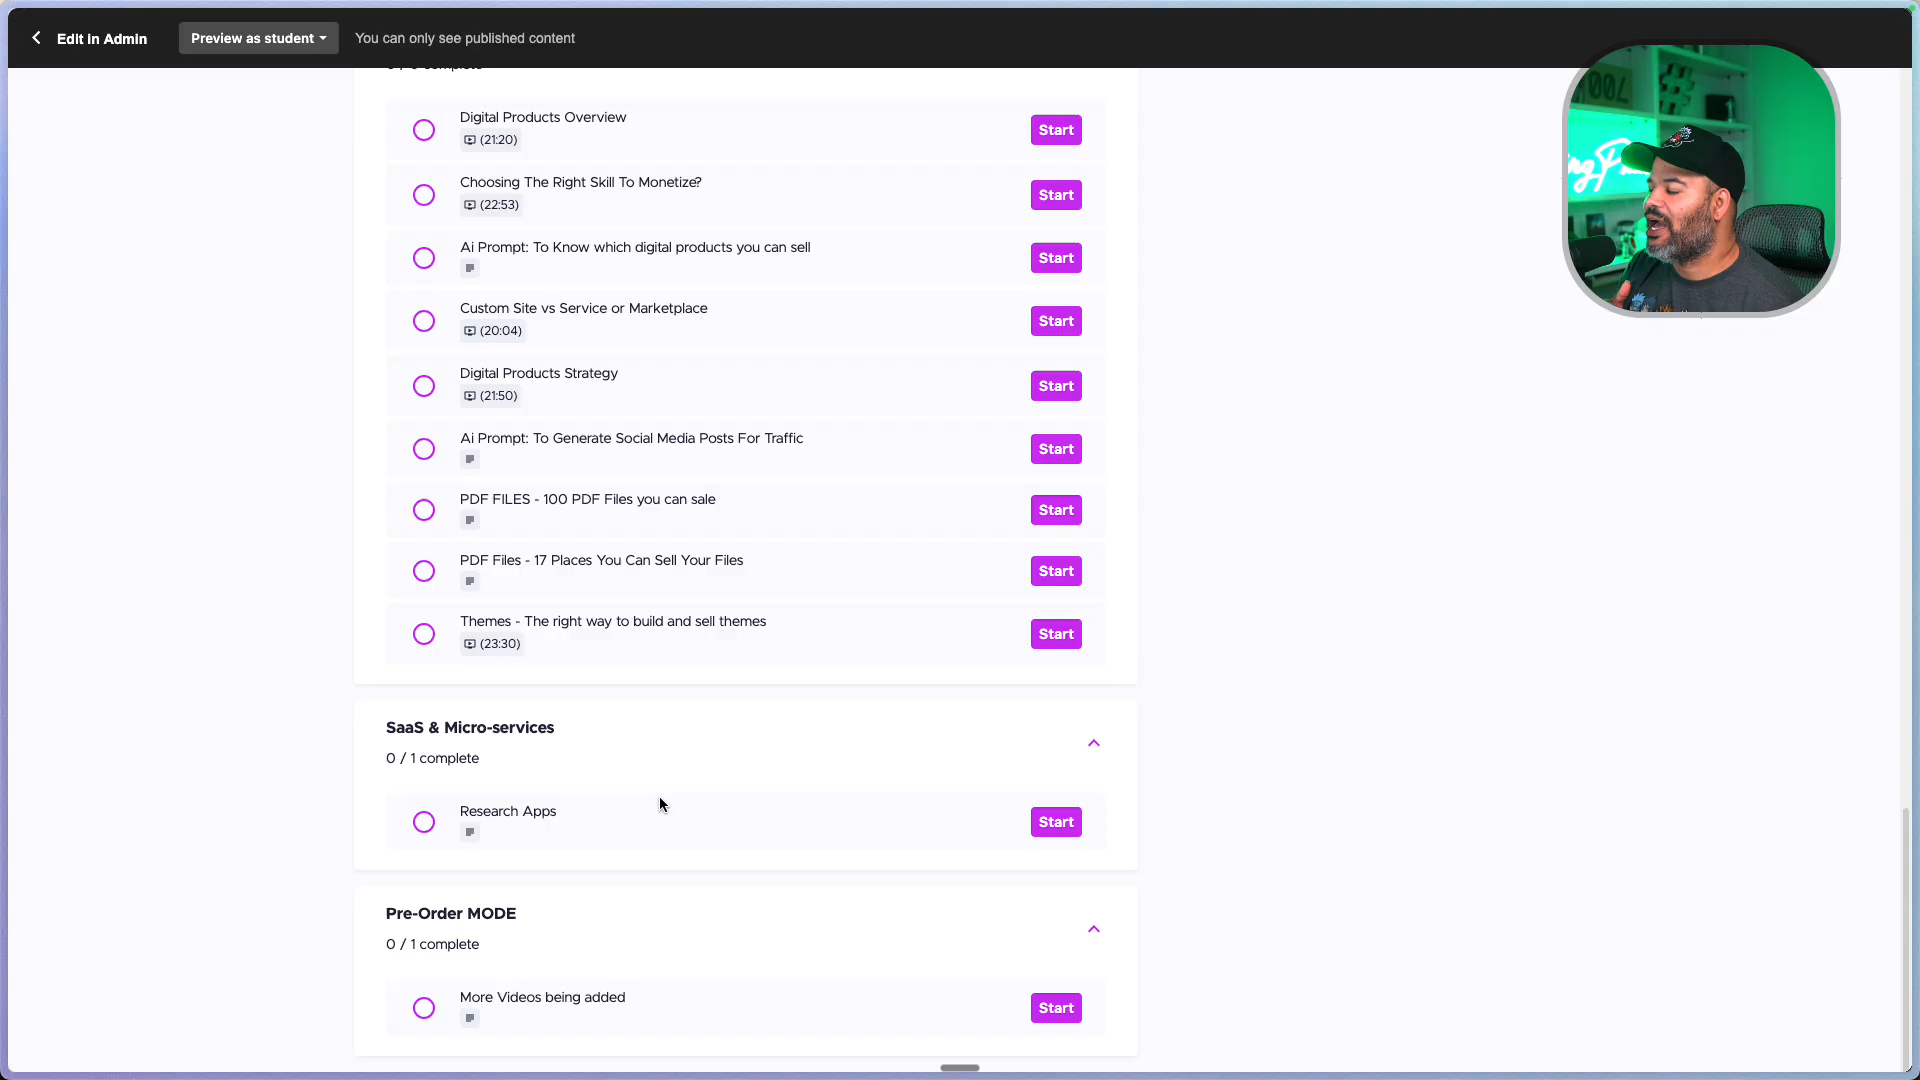 Edit in Admin
Preview as student
You can only see published content
Digital Products Overview
(21:20)
Start
Choosing The Right Skill To Monetize?
(22:53)
Start
Ai Prompt: To Know which digital products you can sell
Start
Custom Site vs Service or Marketplace
(20:04)
Start
Digital Products Strategy
(21:50)
Start
Ai Prompt: To Generate Social Media Posts For Traffic
Start
PDF FILES - 100 PDF Files you can sale
Start
PDF Files - 17 Places You Can Sell Your Files
Start
Themes - The right way to build and sell themes
(23:30)
Start
SaaS & Micro-services
0 / 1 complete
Research Apps
Start
Pre-Order MODE
0 / 1 complete
More Videos being added
Start